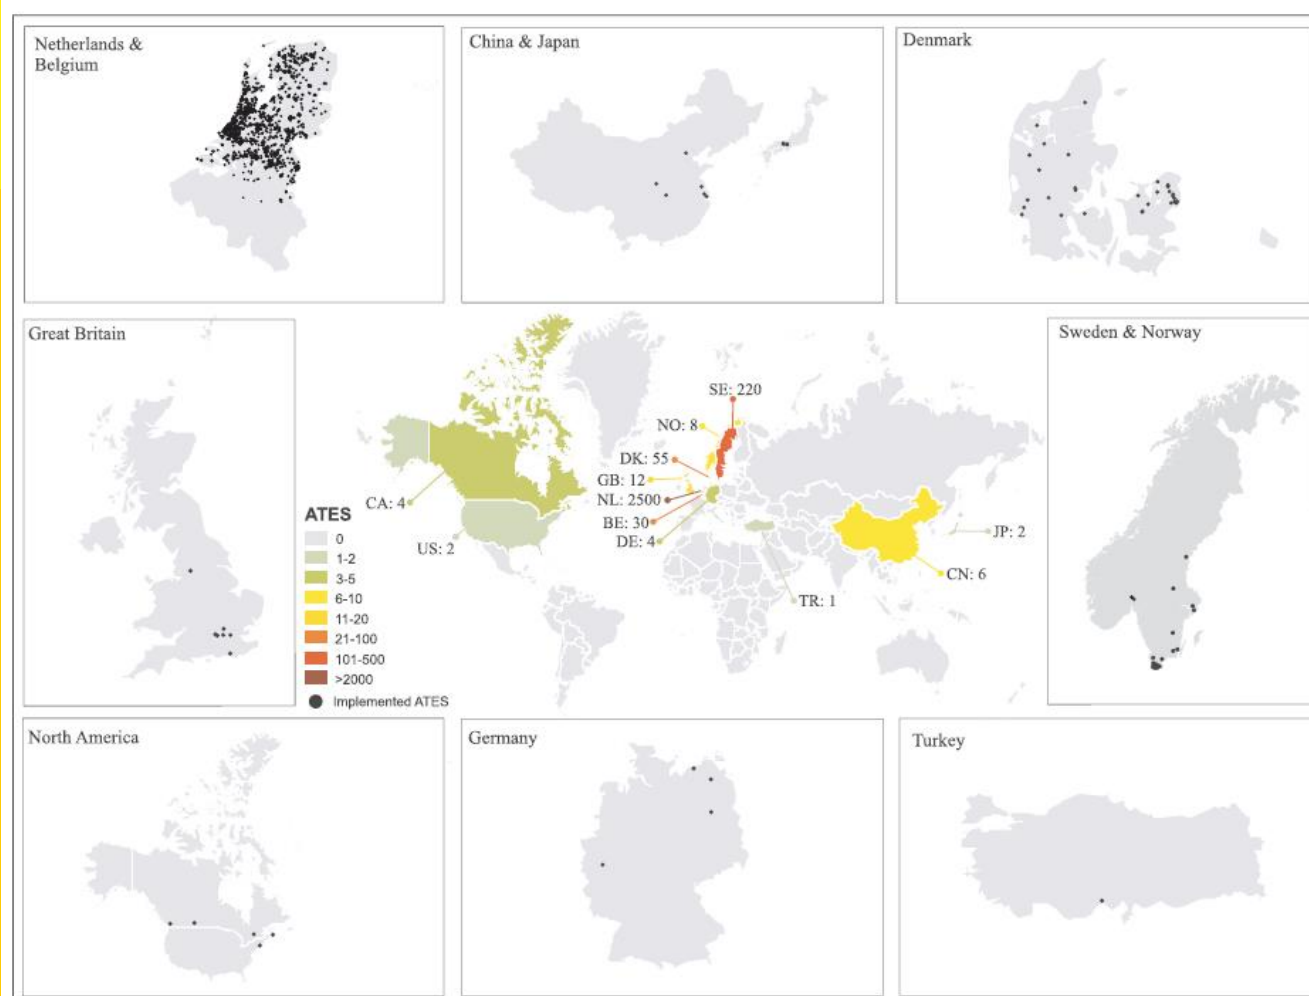 Netherlands &
Belgium
China & Japan
Denmark
Great Britain
Sweden & Norway
SE: 220
NO: 8
DK: 55
GB: 12
NL: 2500
BE: 30
DE: 4
CA: 4
US: 2
JP: 2
CN: 6
TR: 1
ATES
0
1-2
3-5
6-10
11-20
21-100
101-500
>2000
Implemented ATES
North America
Germany
Turkey